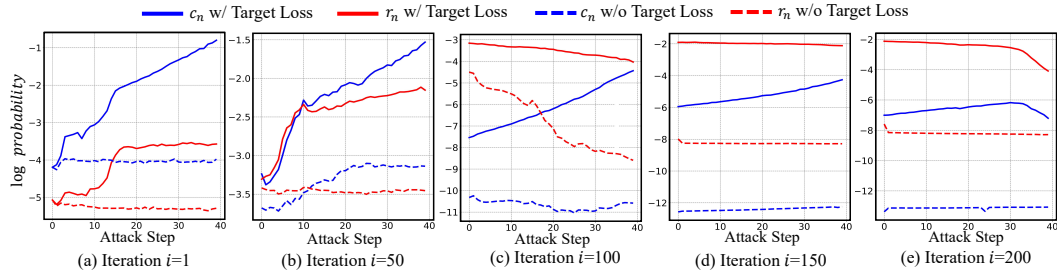 c_n w/ Target Loss r_n w/ Target Loss c_n w/o Target Loss r_n w/o Target Loss
log probability
−1
−2
−3
−4
−5
0 10 20 30 40
Attack Step
(a) Iteration i=1
−1.5
−2.0
−2.5
−3.0
−3.5
0 10 20 30 40
Attack Step
(b) Iteration i=50
−3
−4
−5
−6
−7
−8
−9
−10
−11
0 10 20 30 40
Attack Step
(c) Iteration i=100
−2
−4
−6
−8
−10
−12
0 10 20 30 40
Attack Step
(d) Iteration i=150
−2
−4
−6
−8
−10
−12
0 10 20 30 40
Attack Step
(e) Iteration i=200